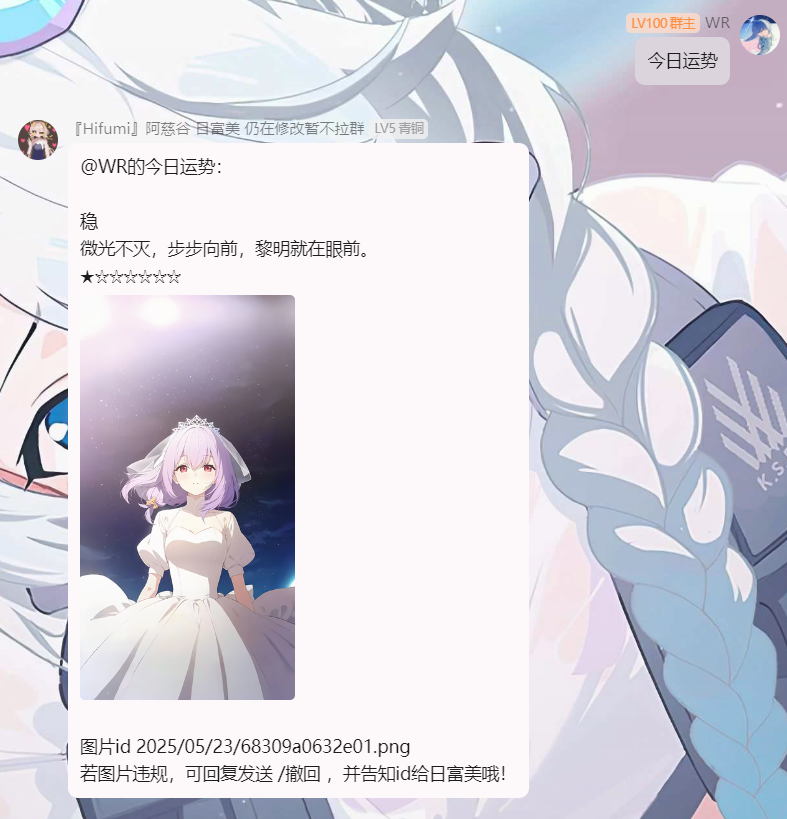 LV100 群主 WR
今日运势
『Hifumi』阿慈谷 日富美 仍在修改暂不拉群 LV5 青铜
@WR的今日运势：
稳
微光不灭，步步向前，黎明就在眼前。
★☆☆☆☆☆☆
图片id 2025/05/23/68309a0632e01.png
若图片违规，可回复发送 /撤回 ，并告知id给日富美哦！
K.S.